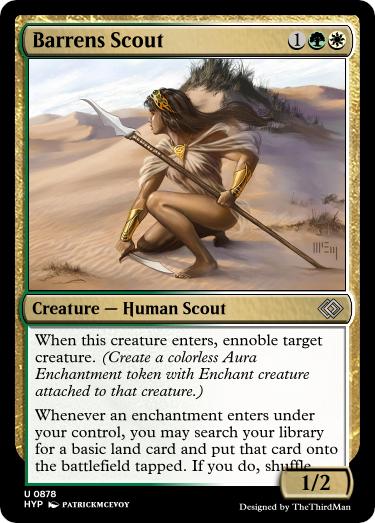 Barrens Scout 1
Creature — Human Scout
When this creature enters, ennoble target
creature. (Create a colorless Aura
Enchantment token with Enchant creature
attached to that creature.)
Whenever an enchantment enters under
your control, you may search your library
for a basic land card and put that card onto
the battlefield tapped. If you do, shuffle.
1/2
U 0878
HYP PATRICKMCEVOY
Designed by TheThirdMan